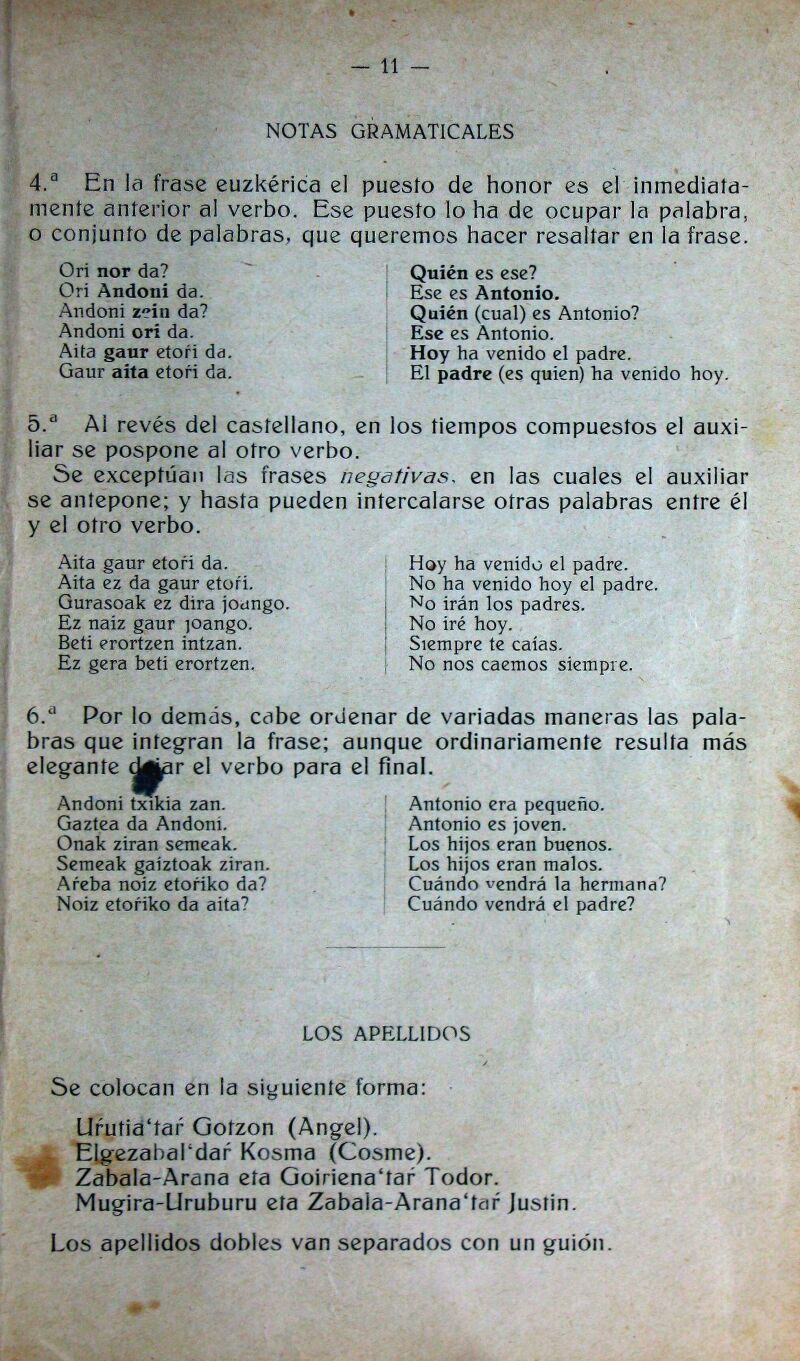 — 11 —
NOTAS GRAMATICALES
4.ª En la frase euzkérica el puesto de honor es el inmediata-
mente anterior al verbo. Ese puesto lo ha de ocupar la palabra,
o conjunto de palabras, que queremos hacer resaltar en la frase.
Ori nor da? Quién es ese?
Ori Andoni da. Ese es Antonio.
Andoni zein da? Quién (cual) es Antonio?
Andoni ori da. Ese es Antonio.
Aita gaur etoŕi da. Hoy ha venido el padre.
Gaur aita etoŕi da. El padre (es quien) ha venido hoy.
5.ª Al revés del castellano, en los tiempos compuestos el auxi-
liar se pospone al otro verbo.
Se exceptúan las frases negativas, en las cuales el auxiliar
se antepone; y hasta pueden intercalarse otras palabras entre él
y el otro verbo.
Aita gaur etoŕi da. Hoy ha venido el padre.
Aita ez da gaur etoŕi. No ha venido hoy el padre.
Gurasoak ez dira joango. No irán los padres.
Ez naiz gaur joango. No iré hoy.
Beti erortzen intzan. Siempre te caías.
Ez gera beti erortzen. No nos caemos siempre.
6.ª Por lo demás, cabe ordenar de variadas maneras las pala-
bras que integran la frase; aunque ordinariamente resulta más
elegante dejar el verbo para el final.
Andoni txikia zan. Antonio era pequeño.
Gaztea da Andoni. Antonio es joven.
Onak ziran semeak. Los hijos eran buenos.
Semeak gaiztoak ziran. Los hijos eran malos.
Aŕeba noiz etoŕiko da? Cuándo vendrá la hermana?
Noiz etoŕiko da aita? Cuándo vendrá el padre?
LOS APELLIDOS
Se colocan en la siguiente forma:
Uŕutia‘taŕ Gotzon (Angel).
Elgezabal‘daŕ Kosma (Cosme).
Zabala-Arana eta Goiriena‘taŕ Todor.
Mugira-Uruburu eta Zabala-Arana‘taŕ Justin.
Los apellidos dobles van separados con un guión.